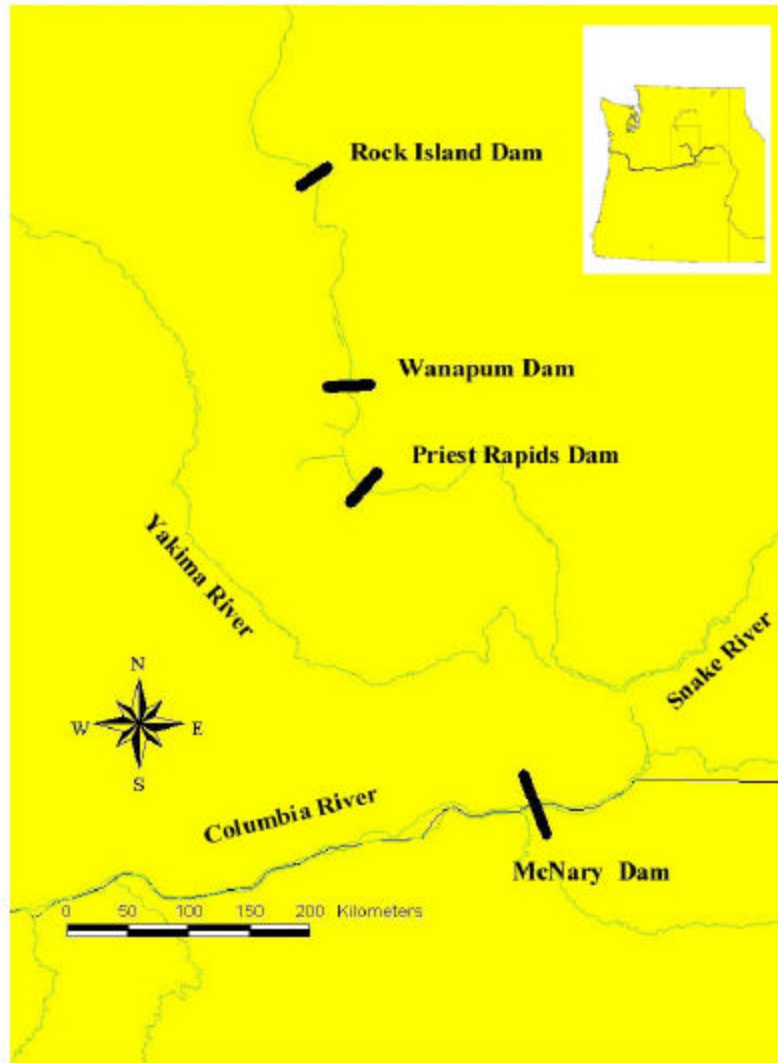 Rock Island Dam
Wanapum Dam
Priest Rapids Dam
Yakima River
Snake River
N
W
E
S
Columbia River
McNary Dam
0 50 100 150 200 Kilometers